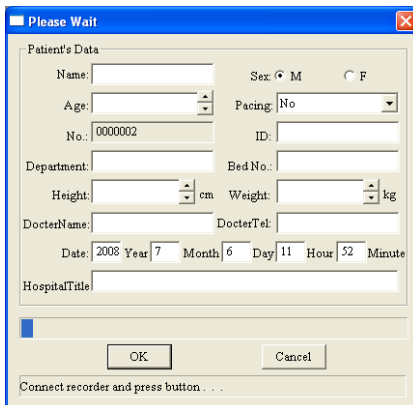 Please Wait
Patient's Data
Name: Sex: M F
Age: Pacing: No
No.: 0000002 ID:
Department: Bed No.:
Height: cm Weight: kg
DocterName: DocterTel:
Date: 2008 Year 7 Month 6 Day 11 Hour 52 Minute
HospitalTitle
OK Cancel
Connect recorder and press button . . .